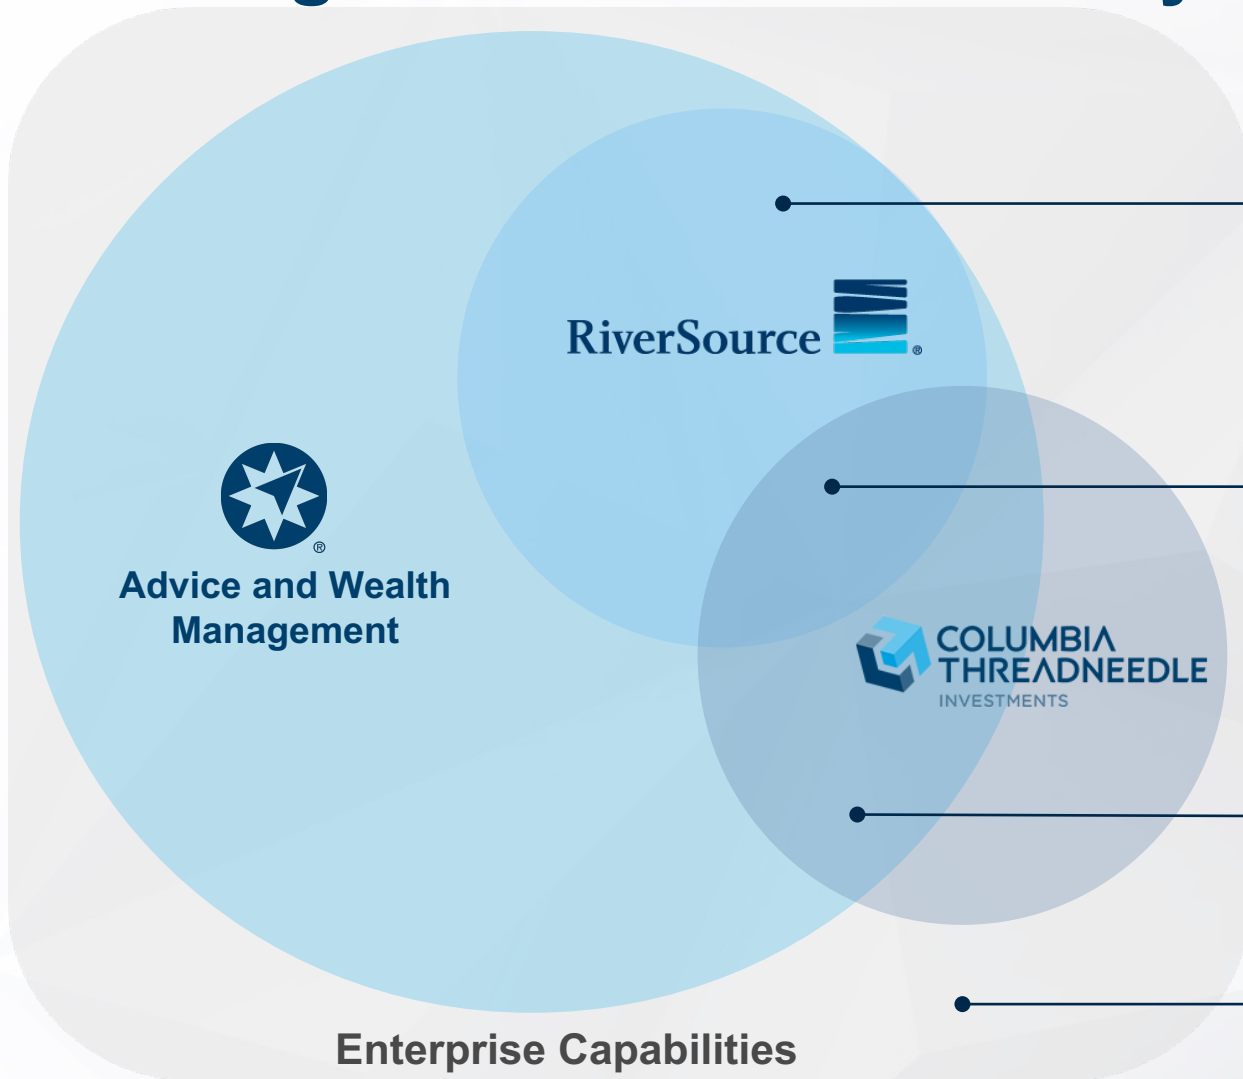 RiverSource ®
®
Advice and Wealth
Management
COLUMBIA
THREADNEEDLE
INVESTMENTS
Enterprise Capabilities